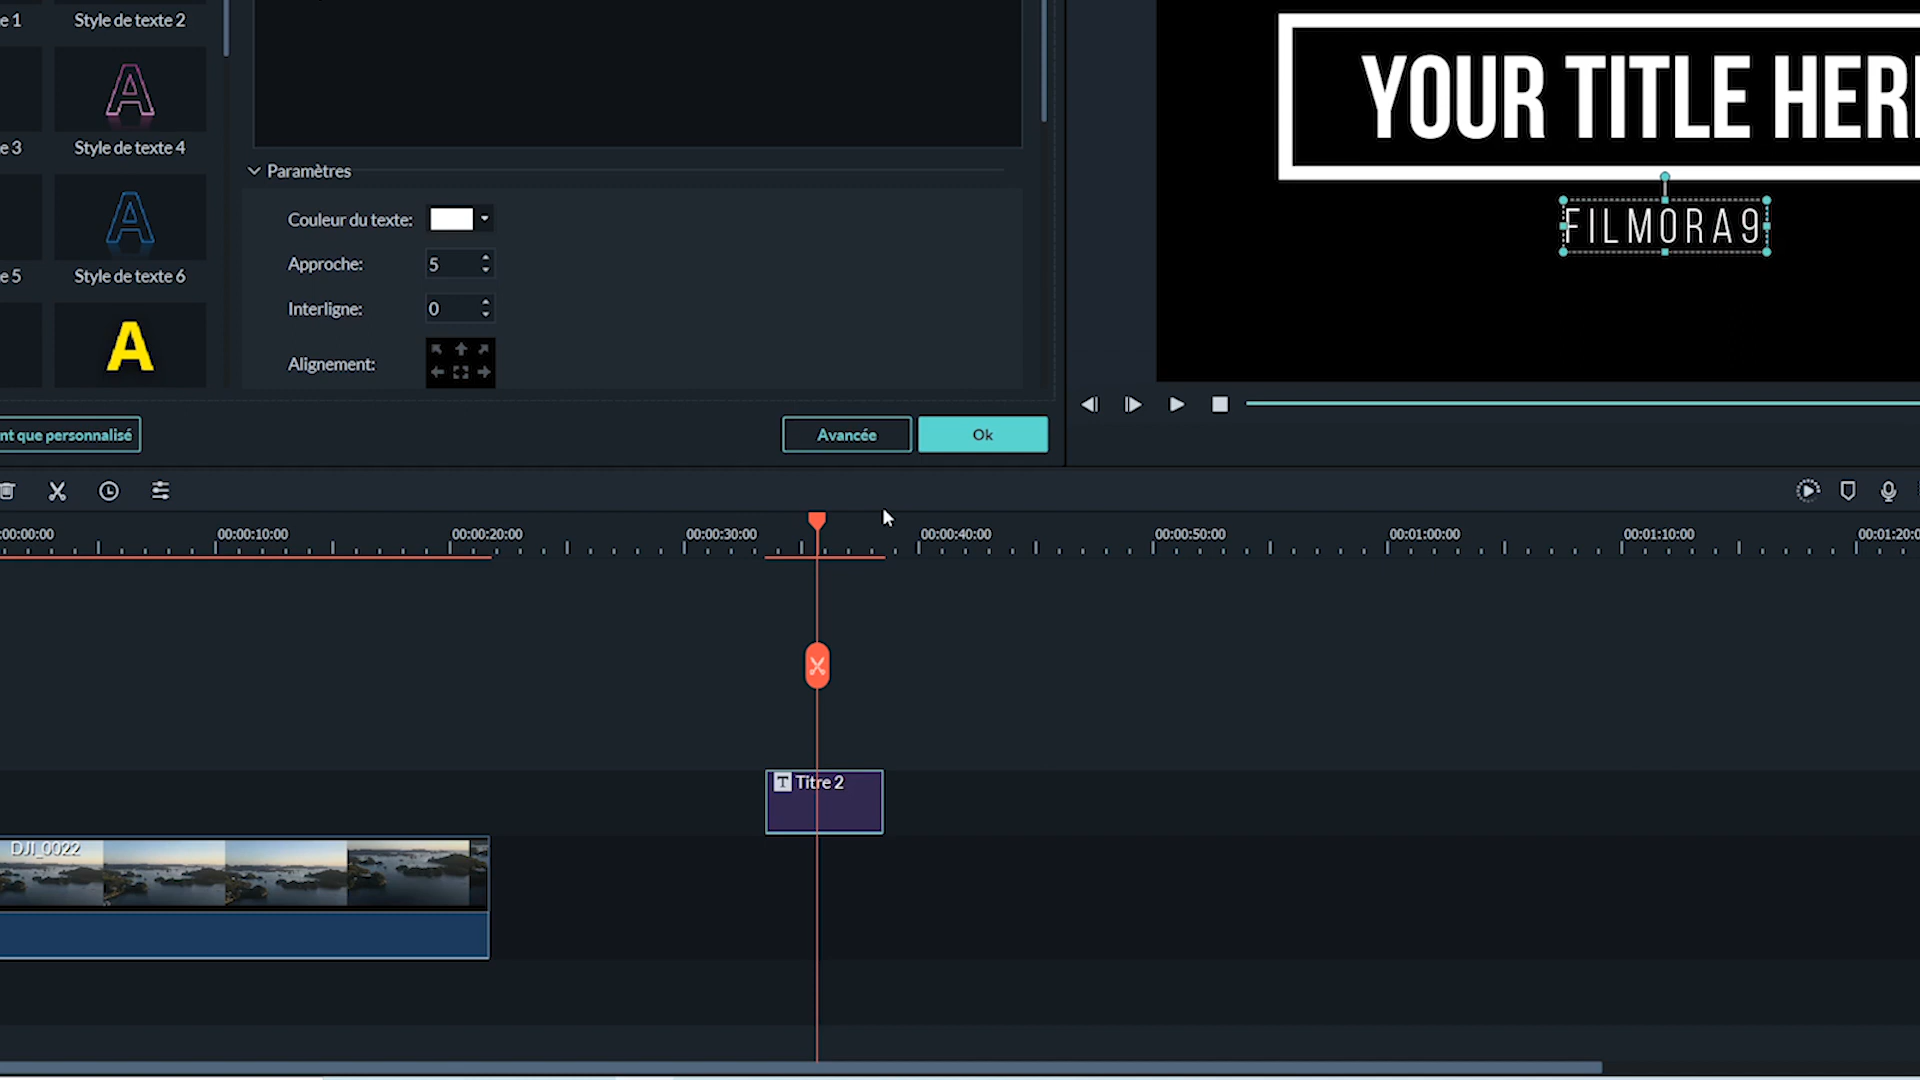 e 1
Style de texte 2
A
e 3
Style de texte 4
A
e 5
Style de texte 6
A
Paramètres
Couleur du texte:
Approche:
5
Interligne:
0
Alignement:
nt que personnalisé
Avancée
Ok
YOUR TITLE HER
FILMORA9
:00:00:00
00:00:10:00
00:00:20:00
00:00:30:00
00:00:40:00
00:00:50:00
00:01:00:00
00:01:10:00
00:01:20:0
T Titre 2
DJI_0022